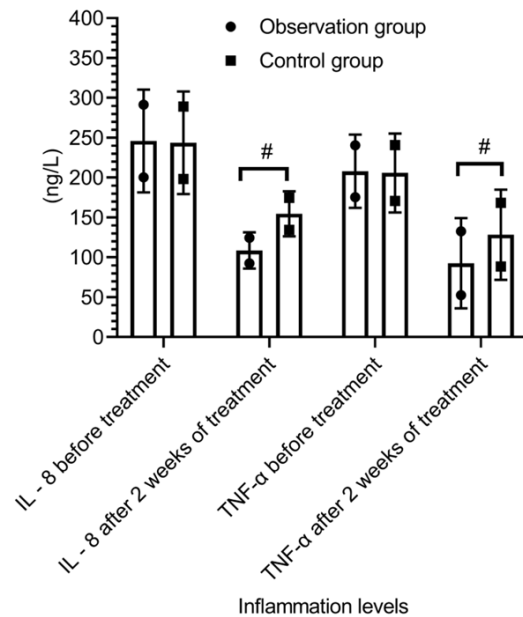 Observation group
Control group
(ng/L)
400
350
300
250
200
150
100
50
0
#
#
IL - 8 before treatment
IL - 8 after 2 weeks of treatment
TNF-α before treatment
TNF-α after 2 weeks of treatment
Inflammation levels